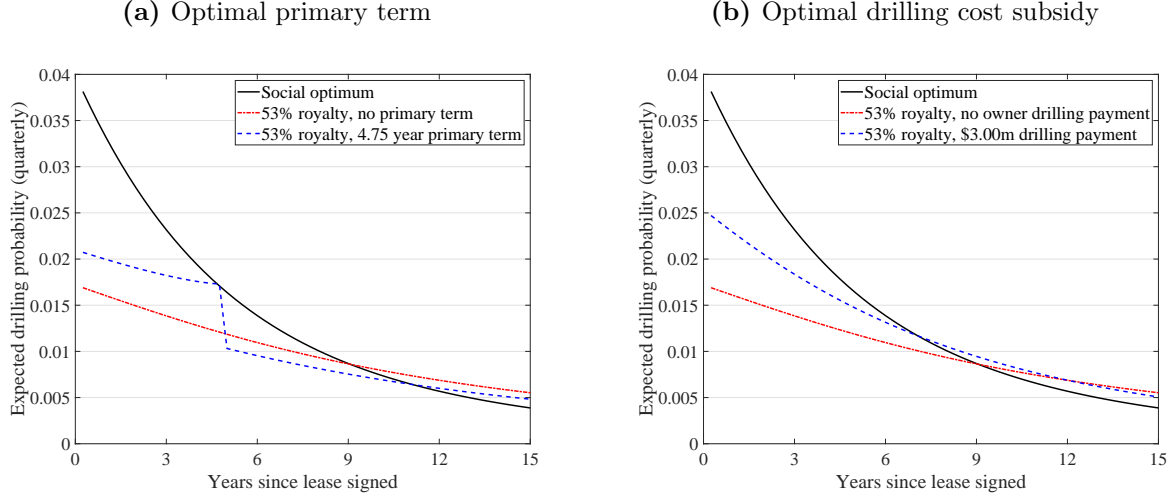 (a) Optimal primary term
Expected drilling probability (quarterly)
0.04
0.035
0.03
0.025
0.02
0.015
0.01
0.005
0
Social optimum
53% royalty, no primary term
53% royalty, 4.75 year primary term
0 3 6 9 12 15
Years since lease signed
(b) Optimal drilling cost subsidy
Expected drilling probability (quarterly)
0.04
0.035
0.03
0.025
0.02
0.015
0.01
0.005
0
Social optimum
53% royalty, no owner drilling payment
53% royalty, $3.00m drilling payment
0 3 6 9 12 15
Years since lease signed